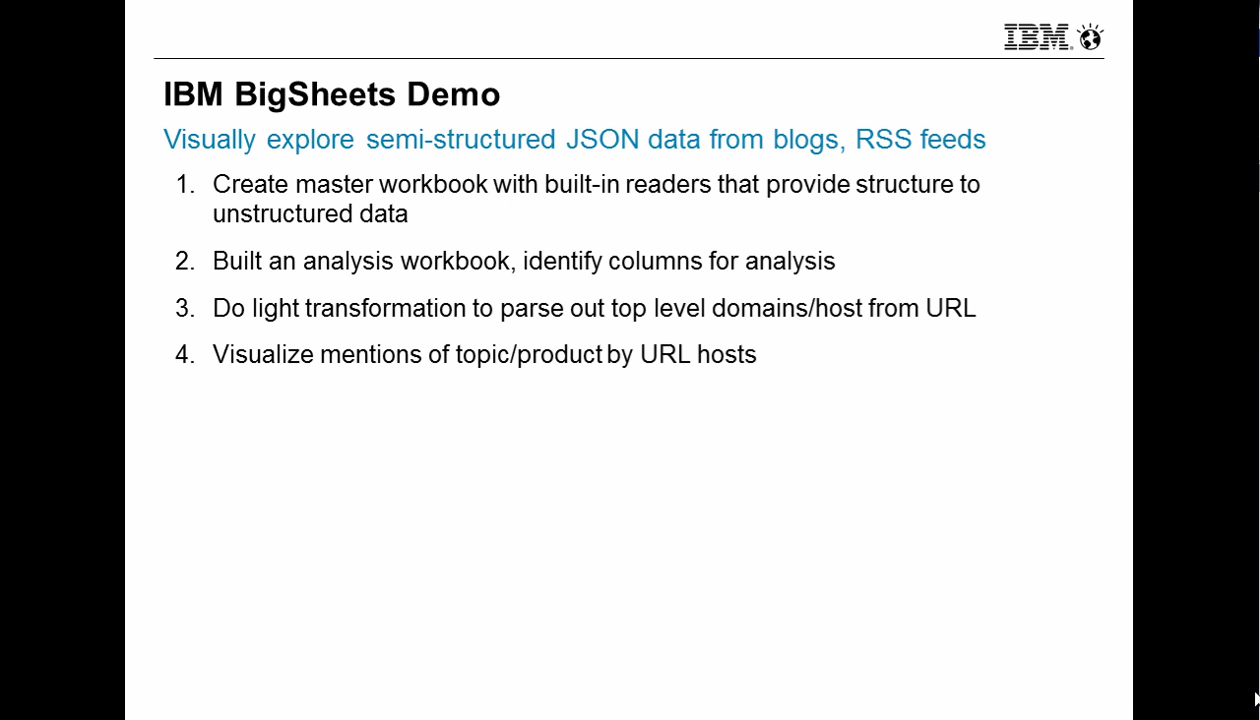 IBM
IBM BigSheets Demo
Visually explore semi-structured JSON data from blogs, RSS feeds
1. Create master workbook with built-in readers that provide structure to
unstructured data
2. Built an analysis workbook, identify columns for analysis
3. Do light transformation to parse out top level domains/host from URL
4. Visualize mentions of topic/product by URL hosts